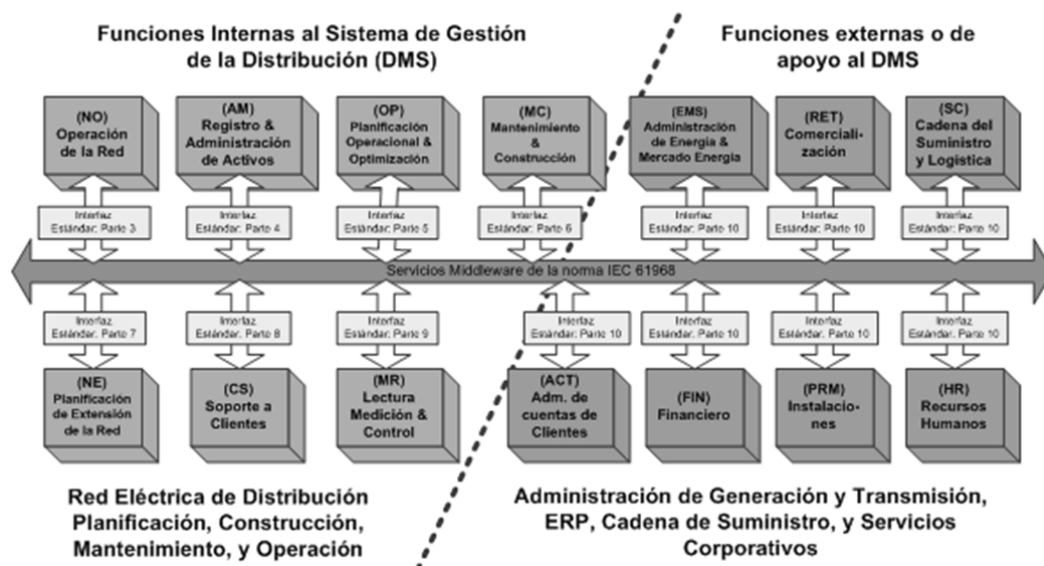 Funciones Internas al Sistema de Gestión
de la Distribución (DMS)
Funciones externas o de
apoyo al DMS
(NO)
Operación
de la Red
(AM)
Registro &
Administración
de Activos
(OP)
Planificación
Operacional &
Optimización
(MC)
Mantenimiento
&
Construcción
(EMS)
Administración
de Energia &
Mercado Energia
(RET)
Comerciali-
zación
(SC)
Cadena del
Suministro
y Logistica
Interfaz
Estándar: Parte 3
Interfaz
Estándar: Parte 4
Interfaz
Estándar: Parte 5
Interfaz
Estándar: Parte 6
Interfaz
Estándar: Parte 10
Interfaz
Estándar: Parte 10
Interfaz
Estándar: Parte 10
Servicios Middleware de la norma IEC 61968
Interfaz
Estándar: Parte 7
Interfaz
Estándar: Parte 8
Interfaz
Estándar: Parte 9
Interfaz
Estándar: Parte 10
Interfaz
Estándar: Parte 10
Interfaz
Estándar: Parte 10
Interfaz
Estándar: Parte 10
(NE)
Planificación
de Extensión
de la Red
(CS)
Soporte a
Clientes
(MR)
Lectura
Medición &
Control
(ACT)
Adm. de
cuentas de
Clientes
(FIN)
Financiero
(PRM)
Instalacio-
nes
(HR)
Recursos
Humanos
Red Eléctrica de Distribución
Planificación, Construcción,
Mantenimiento, y Operación
Administración de Generación y Transmisión,
ERP, Cadena de Suministro, y Servicios
Corporativos